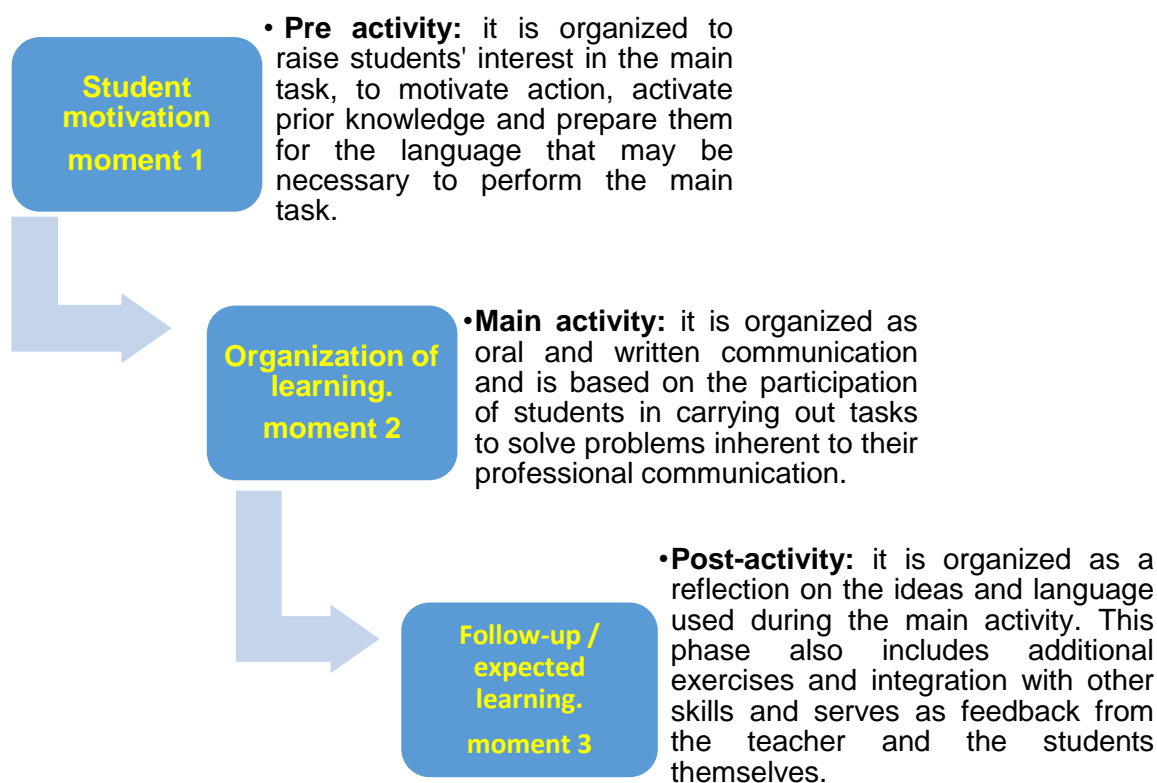 Student
motivation
moment 1
• Pre activity: it is organized to
raise students' interest in the main
task, to motivate action, activate
prior knowledge and prepare them
for the language that may be
necessary to perform the main
task.
Organization of
learning.
moment 2
•Main activity: it is organized as
oral and written communication
and is based on the participation
of students in carrying out tasks
to solve problems inherent to their
professional communication.
Follow-up /
expected
learning.
moment 3
•Post-activity: it is organized as a
reflection on the ideas and language
used during the main activity. This
phase also includes additional
exercises and integration with other
skills and serves as feedback from
the teacher and the students
themselves.